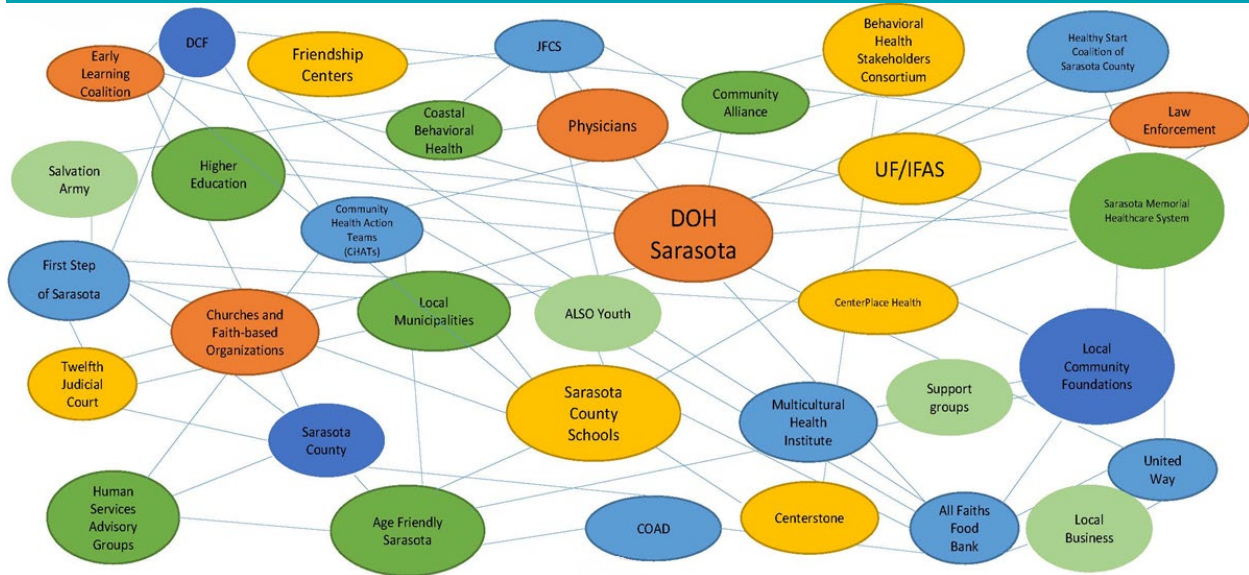 DCF
Early
Learning
Coalition
Friendship
Centers
JFCS
Behavioral
Health
Stakeholders
Consortium
Healthy Start
Coalition of
Sarasota County
Coastal
Behavioral
Health
Physicians
Community
Alliance
Law
Enforcement
Salvation
Army
Higher
Education
UF/IFAS
Community
Health Action
Teams
(CHATs)
DOH
Sarasota
Sarasota Memorial
Healthcare System
First Step
of Sarasota
Churches and
Faith-based
Organizations
Local
Municipalities
ALSO Youth
CenterPlace Health
Twelfth
Judicial
Court
Sarasota
County
Schools
Multicultural
Health
Institute
Support
groups
Local
Community
Foundations
Sarasota
County
United
Way
Human
Services
Advisory
Groups
Age Friendly
Sarasota
COAD
Centerstone
All Faiths
Food
Bank
Local
Business